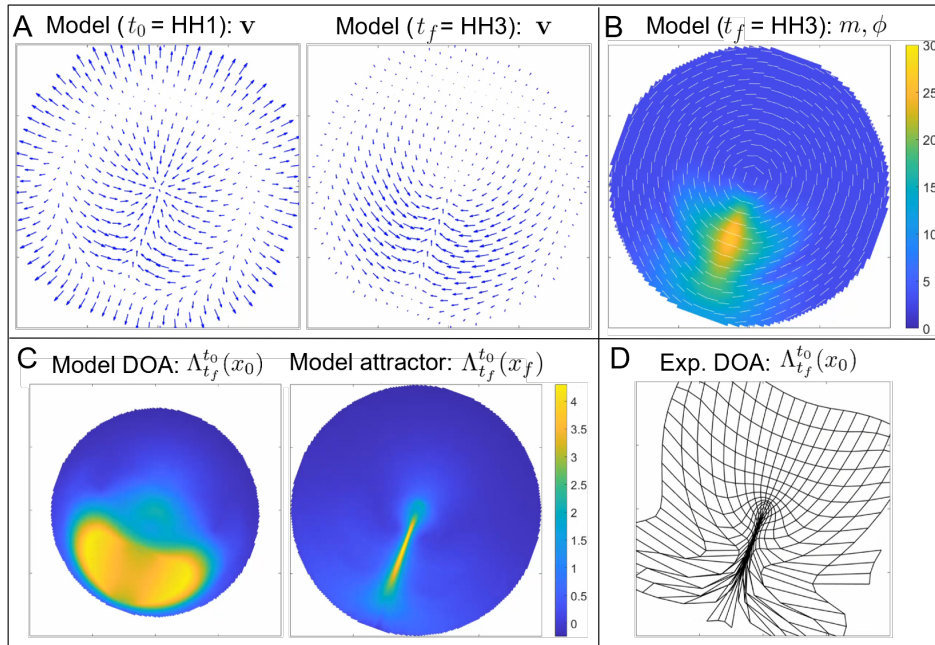 A
Model (t₀ = HH1): v
Model (t_f = HH3): v
B
Model (t_f = HH3): m, ϕ
30
25
20
15
10
5
0
C
Model DOA: Λ^{t₀}_{t_f}(x₀)
Model attractor: Λ^{t₀}_{t_f}(x_f)
4
3.5
3
2.5
2
1.5
1
0.5
0
D
Exp. DOA: Λ^{t₀}_{t_f}(x₀)